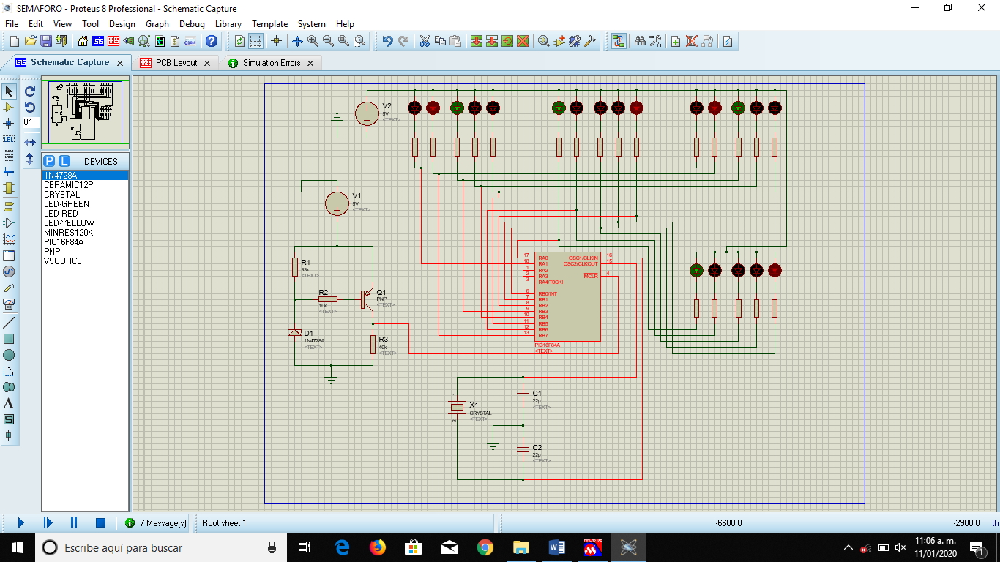 SEMAFORO - Proteus 8 Professional - Schematic Capture
File Edit View Tool Design Graph Debug Library Template System Help
Schematic Capture PCB Layout Simulation Errors
0°
LBL
P L DEVICES
1N4728A
CERAMIC12P
CRYSTAL
LED-GREEN
LED-RED
LED-YELLOW
MINRES120K
PIC16F84A
PNP
VSOURCE
V2
5V
<TEXT>
V1
5V
<TEXT>
R1
33k
<TEXT>
R2
10k
<TEXT>
Q1
PNP
<TEXT>
D1
1N4728A
<TEXT>
R3
40k
<TEXT>
17 RA0 OSC1/CLKIN 16
18 RA1 OSC2/CLKOUT 15
1 RA2
2 RA3 MCLR 4
3 RA4/T0CKI
6 RB0/INT
7 RB1
8 RB2
9 RB3
10 RB4
11 RB5
12 RB6
13 RB7
PIC16F84A
<TEXT>
X1
CRYSTAL
<TEXT>
1
2
C1
22p
<TEXT>
C2
22p
<TEXT>
7 Message(s) Root sheet 1 -6600.0 -2900.0 th
Escribe aquí para buscar
11:06 a. m.
11/01/2020
1